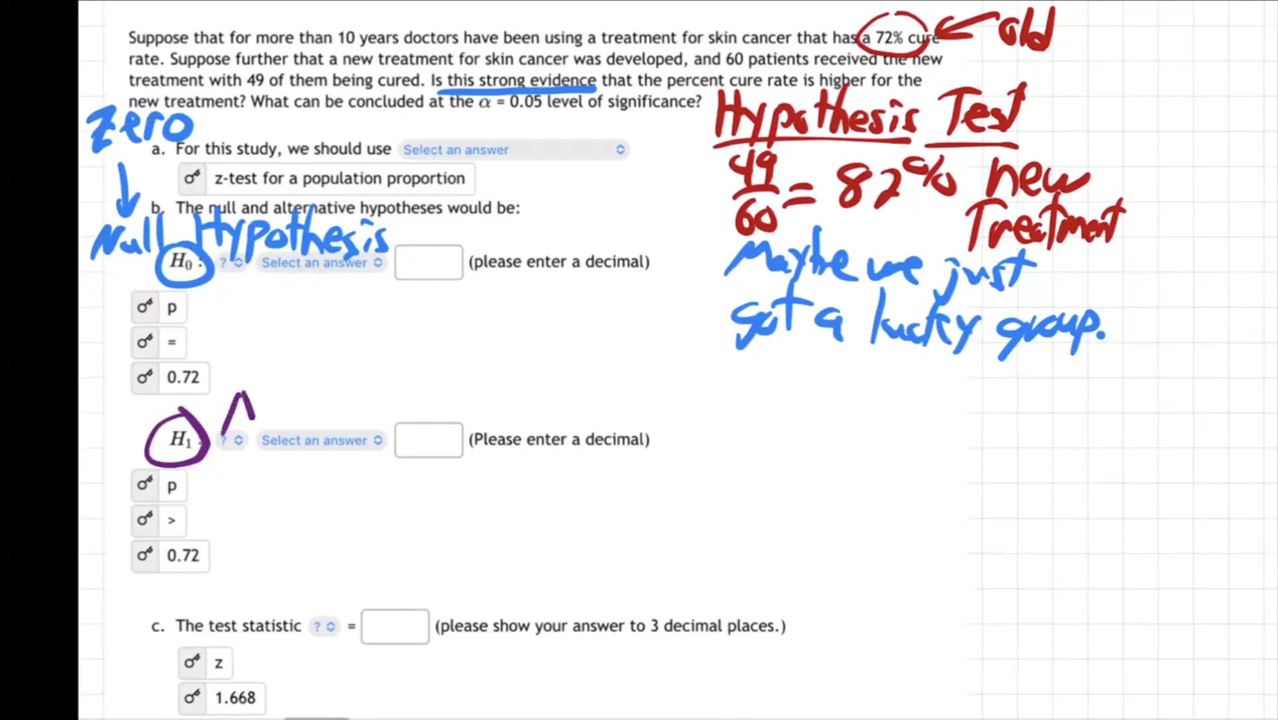 Suppose that for more than 10 years doctors have been using a treatment for skin cancer that has a 72% cure
rate. Suppose further that a new treatment for skin cancer was developed, and 60 patients received the new
treatment with 49 of them being cured. Is this strong evidence that the percent cure rate is higher for the
new treatment? What can be concluded at the α = 0.05 level of significance?
old
Hypothesis Test
49/60 = 82% new
Treatment
Maybe we just
got a lucky group.
Zero
a. For this study, we should use Select an answer
z-test for a population proportion
b. The null and alternative hypotheses would be:
Null Hypothesis
H₀: ? Select an answer (please enter a decimal)
p
=
0.72
H₁: ? Select an answer (Please enter a decimal)
p
>
0.72
c. The test statistic ? = (please show your answer to 3 decimal places.)
z
1.668